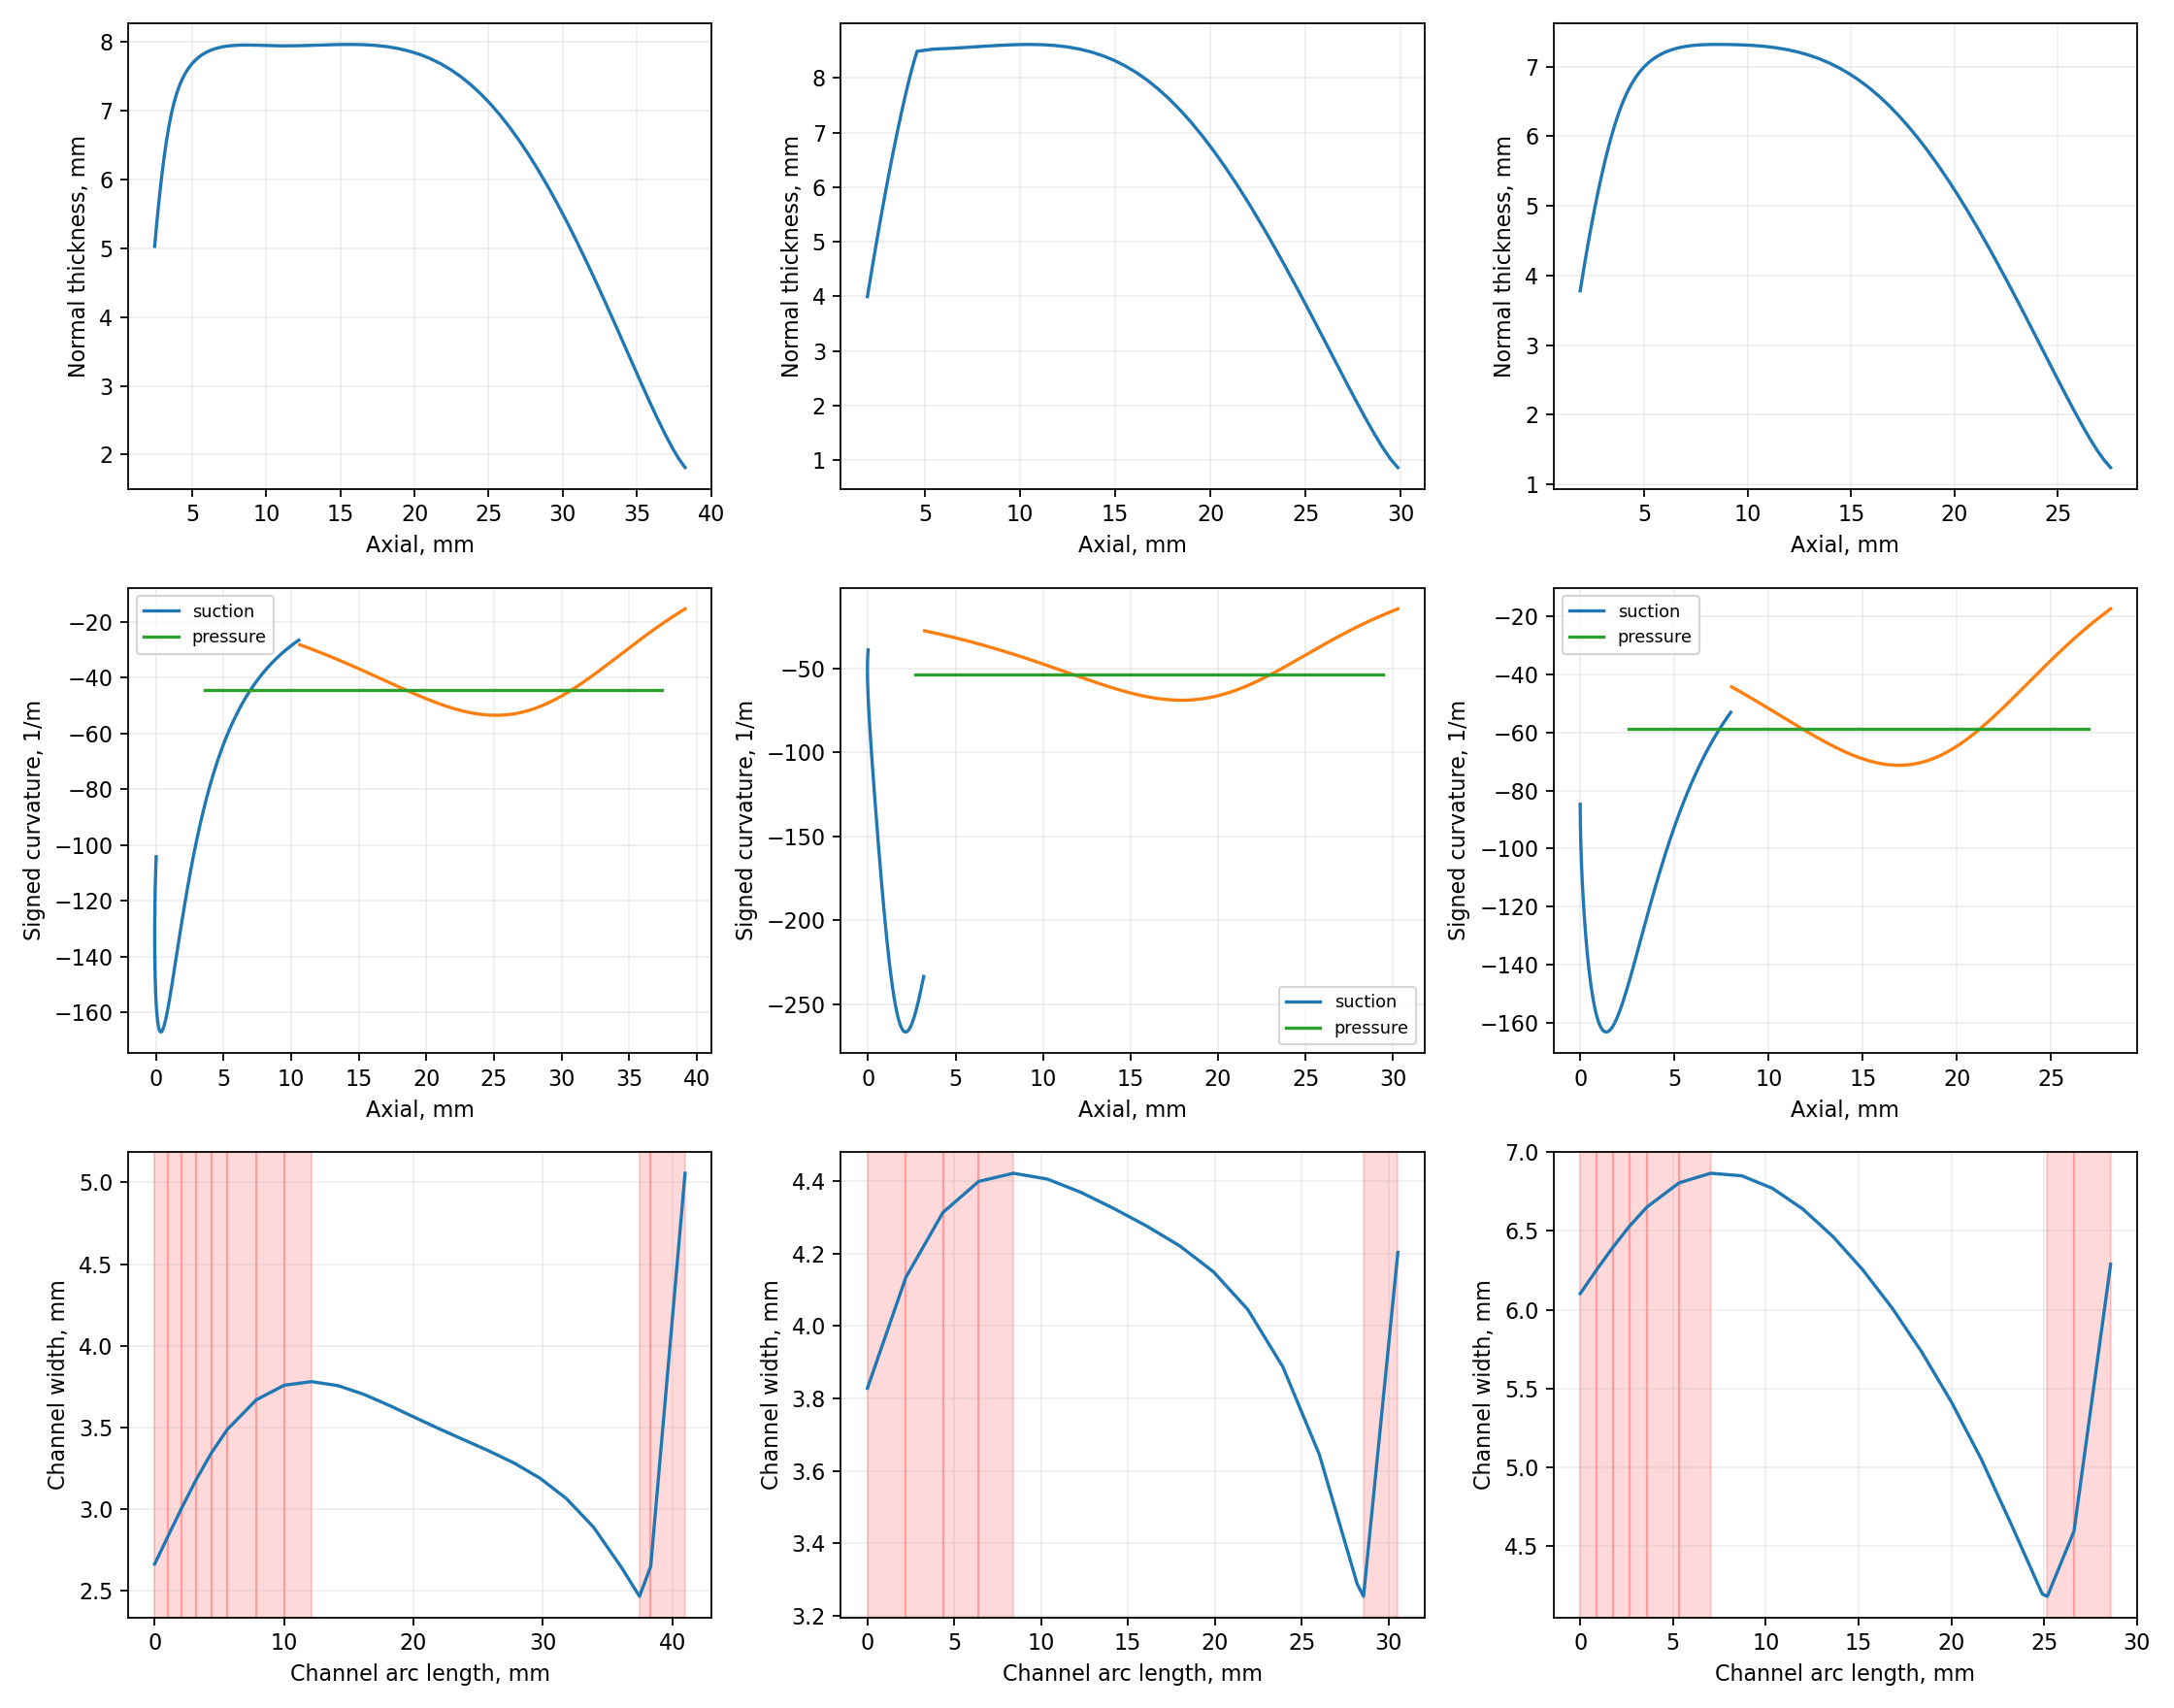 8
7
6
5
4
3
2
Normal thickness, mm
5 10 15 20 25 30 35 40
Axial, mm
8
7
6
5
4
3
2
1
Normal thickness, mm
5 10 15 20 25 30
Axial, mm
7
6
5
4
3
2
1
Normal thickness, mm
5 10 15 20 25
Axial, mm
suction
pressure
−20
−40
−60
−80
−100
−120
−140
−160
Signed curvature, 1/m
0 5 10 15 20 25 30 35 40
Axial, mm
−50
−100
−150
−200
−250
Signed curvature, 1/m
suction
pressure
0 5 10 15 20 25 30
Axial, mm
suction
pressure
−20
−40
−60
−80
−100
−120
−140
−160
Signed curvature, 1/m
0 5 10 15 20 25
Axial, mm
5.0
4.5
4.0
3.5
3.0
2.5
Channel width, mm
0 10 20 30 40
Channel arc length, mm
4.4
4.2
4.0
3.8
3.6
3.4
3.2
Channel width, mm
0 5 10 15 20 25 30
Channel arc length, mm
7.0
6.5
6.0
5.5
5.0
4.5
Channel width, mm
0 5 10 15 20 25 30
Channel arc length, mm